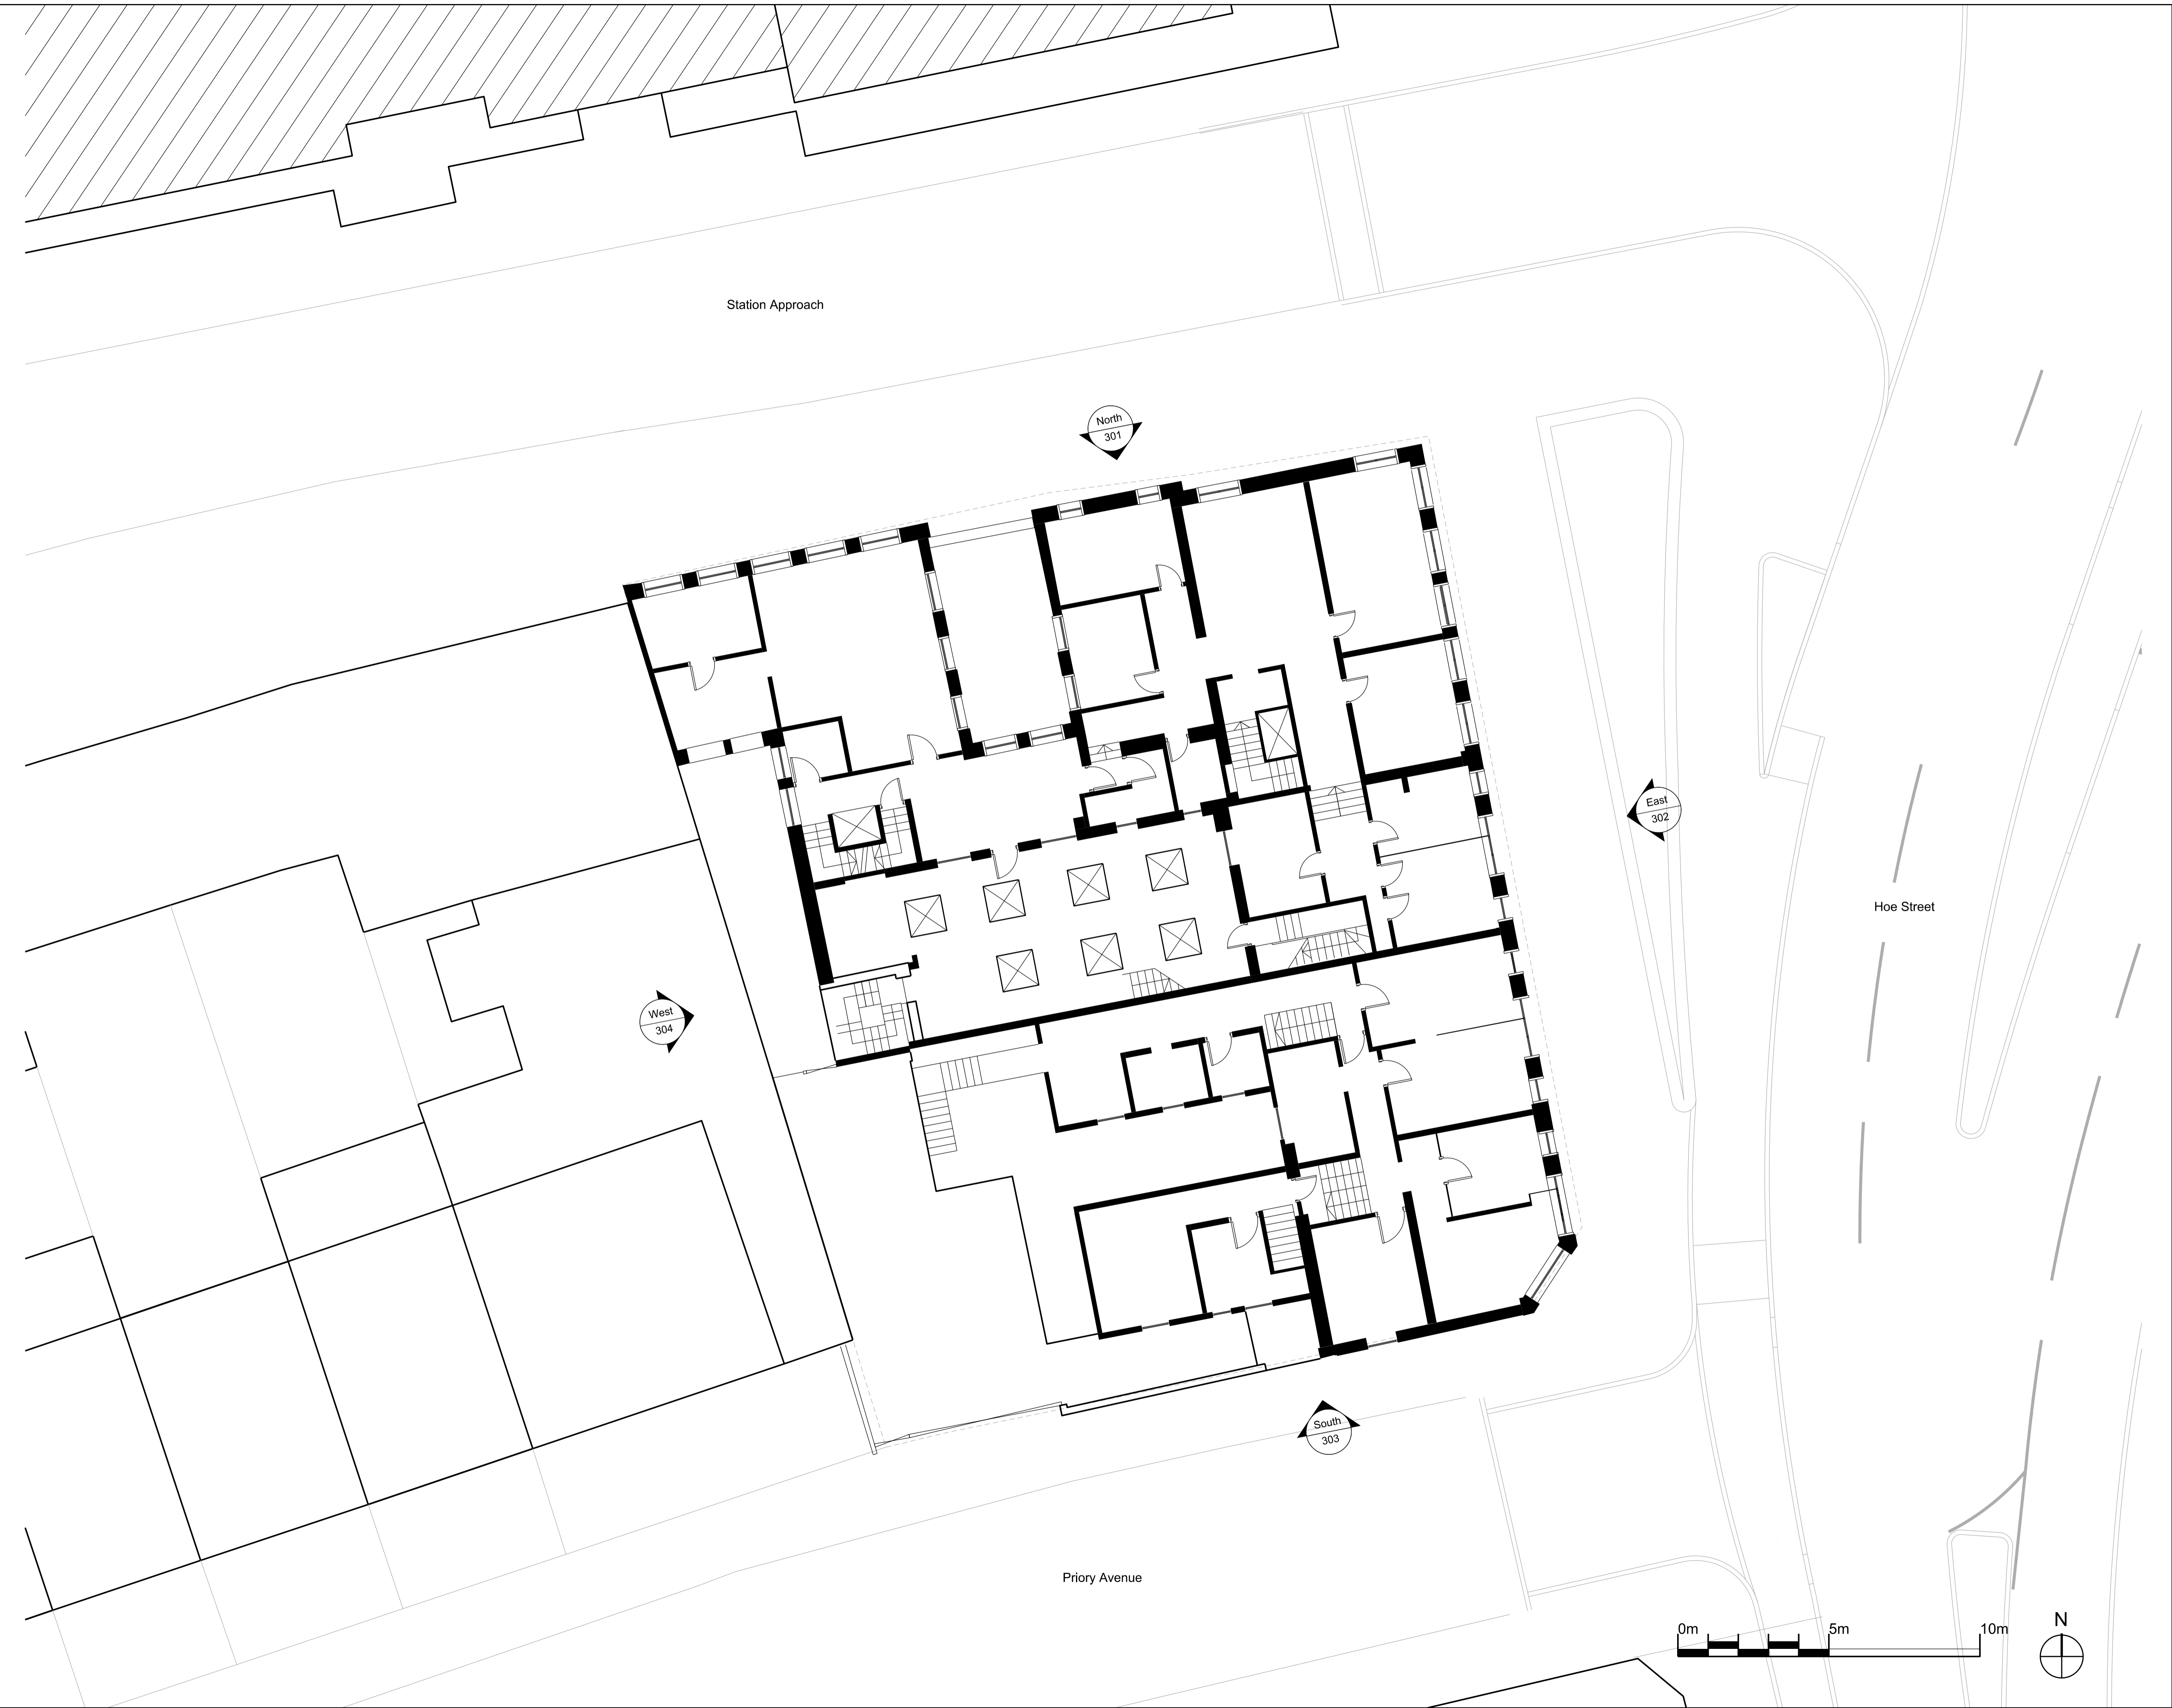 Station Approach
North
301
East
302
Hoe Street
West
304
South
303
Priory Avenue
0m 5m 10m
N